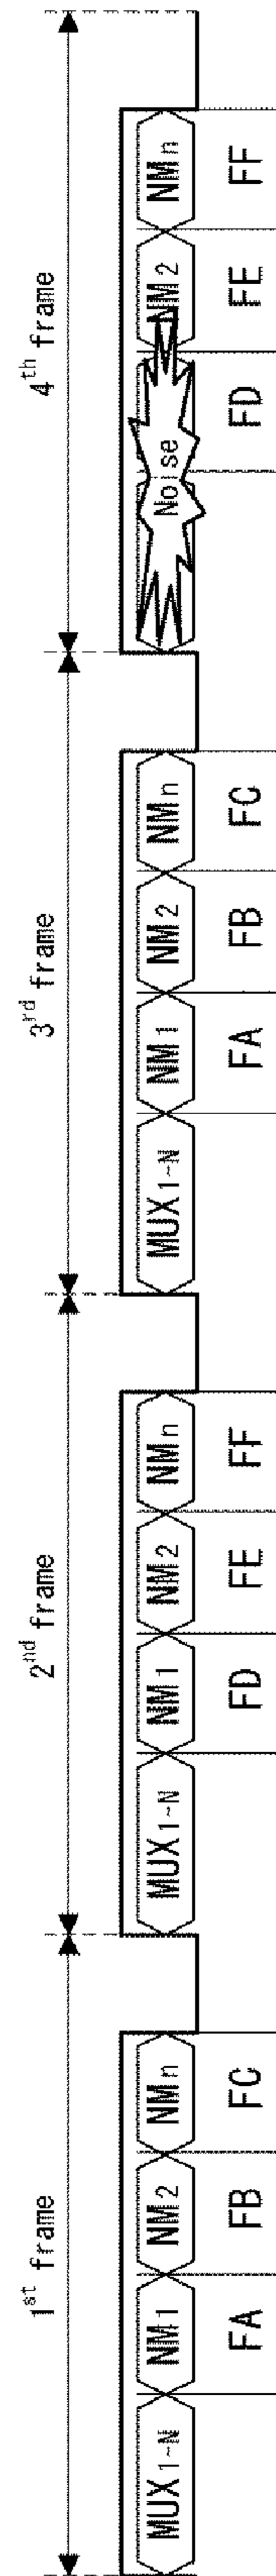 1st frame
2nd frame
3rd frame
4th frame
MUX1~N NM1 NM2 NMn
MUX1~N NM1 NM2 NMn
MUX1~N NM1 NM2 NMn
Noise NM2 NMn
FA FB FC
FD FE FF
FA FB FC
FD FE FF